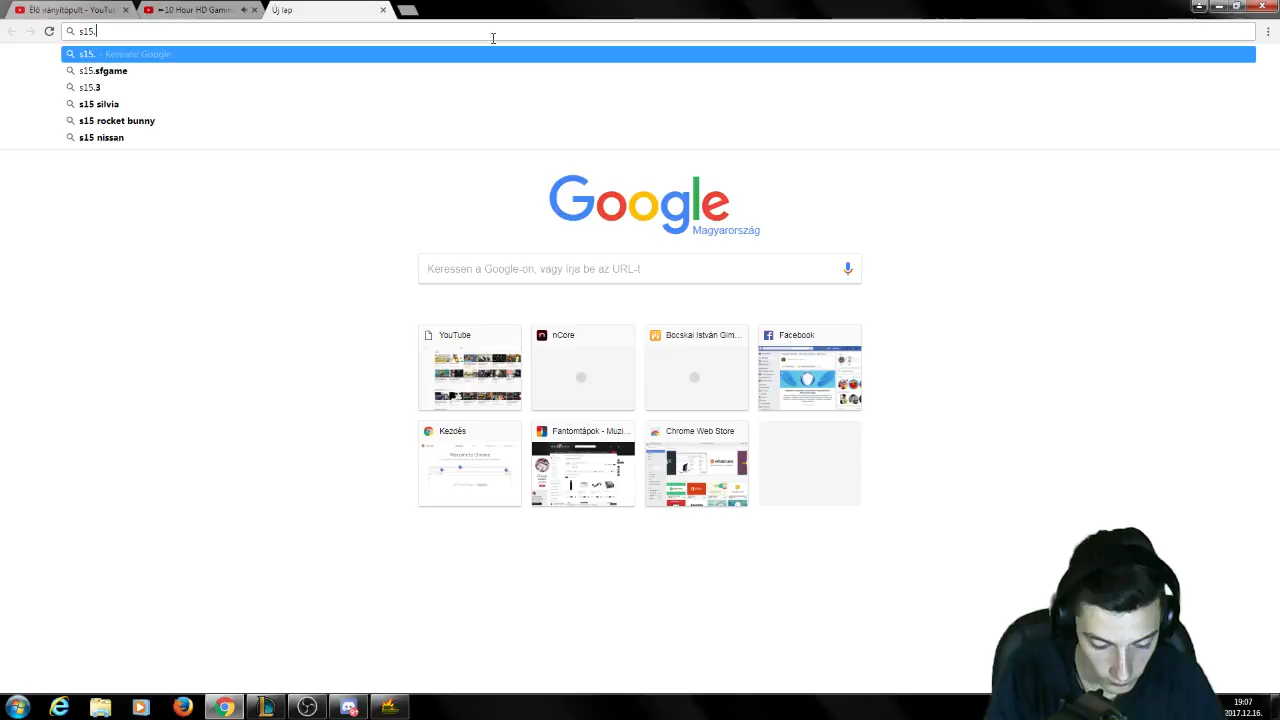 Élő irányítópult - YouTu
10 Hour HD Gam
Új lap
s15.
s15. - Keresés: Google
s15.sfgame
s15.3
s15 silvia
s15 rocket bunny
s15 nissan
Google
Magyarország
Keressen a Google-on, vagy írja be az URL-t
YouTube
nCore
Bocskai István Gim...
Facebook
Kezdés
Fantomtápok - Muzi...
Chrome Web Store
19:07
2017.12.16.